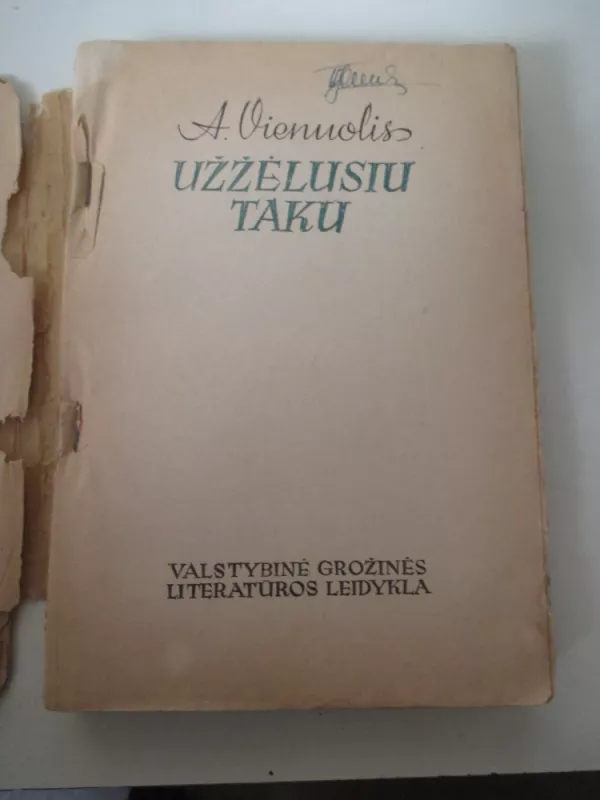 A. Vienuolis
UŽŽĖLUSIU
TAKU
VALSTYBINĖ GROŽINĖS
LITERATŪROS LEIDYKLA